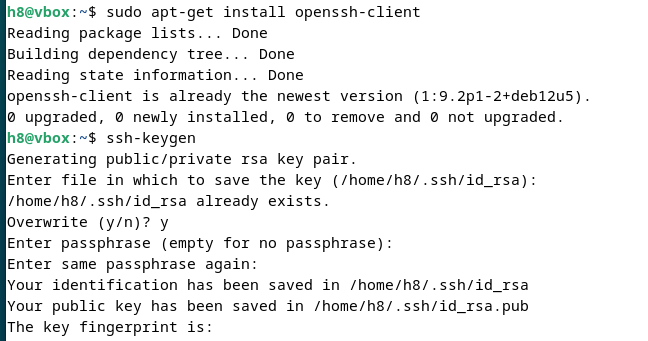 h8@vbox:~$ sudo apt-get install openssh-client
Reading package lists... Done
Building dependency tree... Done
Reading state information... Done
openssh-client is already the newest version (1:9.2p1-2+deb12u5).
0 upgraded, 0 newly installed, 0 to remove and 0 not upgraded.
h8@vbox:~$ ssh-keygen
Generating public/private rsa key pair.
Enter file in which to save the key (/home/h8/.ssh/id_rsa):
/home/h8/.ssh/id_rsa already exists.
Overwrite (y/n)? y
Enter passphrase (empty for no passphrase):
Enter same passphrase again:
Your identification has been saved in /home/h8/.ssh/id_rsa
Your public key has been saved in /home/h8/.ssh/id_rsa.pub
The key fingerprint is: